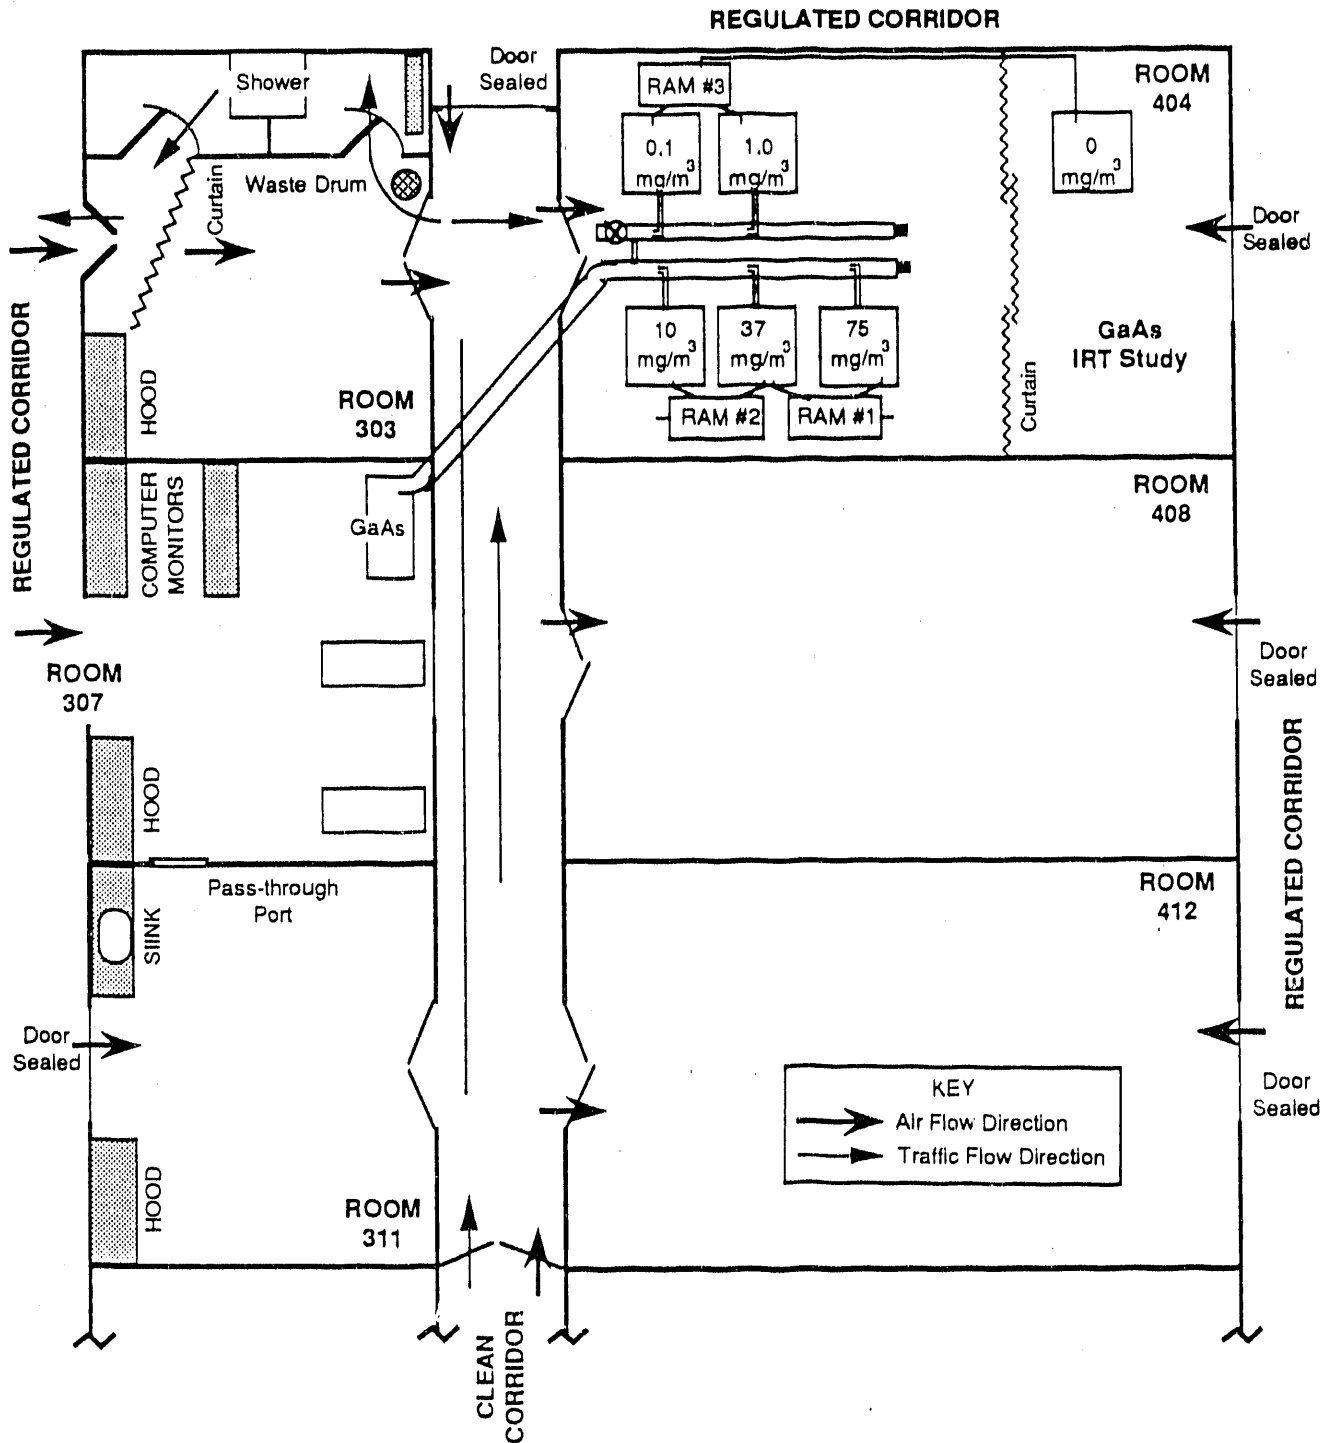 REGULATED CORRIDOR
Door
Sealed
Shower
RAM #3
ROOM
404
0.1
mg/m³
1.0
mg/m³
0
mg/m³
Waste Drum
Curtain
Door
Sealed
REGULATED CORRIDOR
10
mg/m³
37
mg/m³
75
mg/m³
GaAs
IRT Study
Curtain
HOOD
ROOM
303
RAM #2
RAM #1
COMPUTER
MONITORS
GaAs
ROOM
408
ROOM
307
Door
Sealed
HOOD
REGULATED CORRIDOR
Pass-through
Port
SIINK
ROOM
412
Door
Sealed
KEY
Air Flow Direction
Traffic Flow Direction
Door
Sealed
HOOD
ROOM
311
CLEAN
CORRIDOR